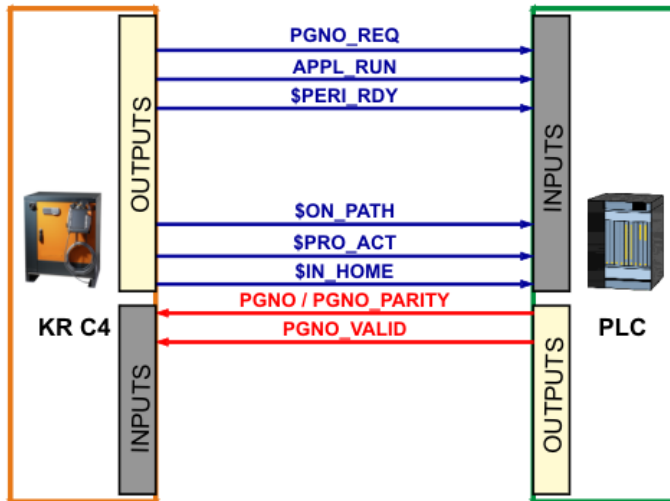 PGNO_REQ
APPL_RUN
$PERI_RDY
OUTPUTS
INPUTS
$ON_PATH
$PRO_ACT
$IN_HOME
PGNO / PGNO_PARITY
KR C4
PGNO_VALID
PLC
INPUTS
OUTPUTS